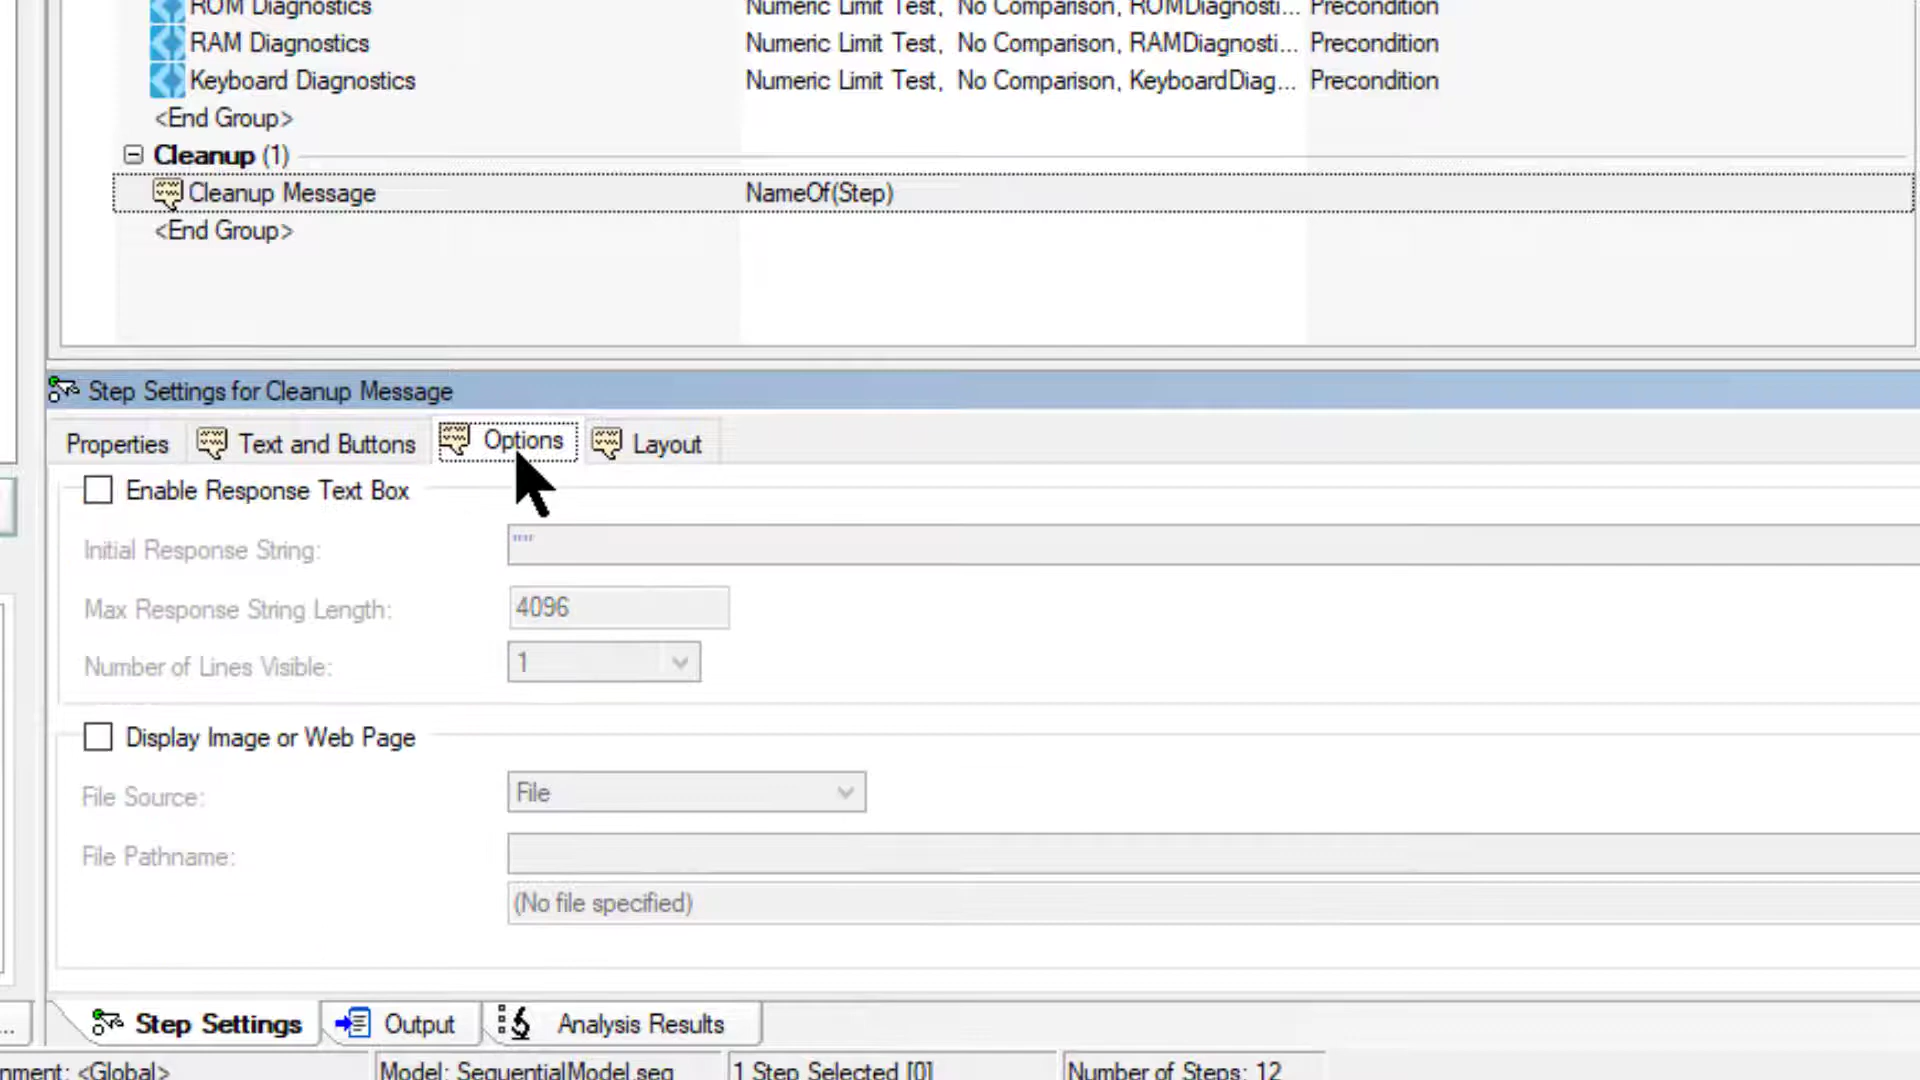 ROM Diagnostics Numeric Limit Test, No Comparison, ROMDiagnosti... Precondition
RAM Diagnostics Numeric Limit Test, No Comparison, RAMDiagnosti... Precondition
Keyboard Diagnostics Numeric Limit Test, No Comparison, KeyboardDiag... Precondition
<End Group>
Cleanup (1)
Cleanup Message NameOf(Step)
<End Group>
Step Settings for Cleanup Message
Properties Text and Buttons Options Layout
Enable Response Text Box
Initial Response String: ""
Max Response String Length: 4096
Number of Lines Visible: 1
Display Image or Web Page
File Source: File
File Pathname:
(No file specified)
... Step Settings Output Analysis Results
nment: <Global> Model: SequentialModel.seq 1 Step Selected [0] Number of Steps: 12